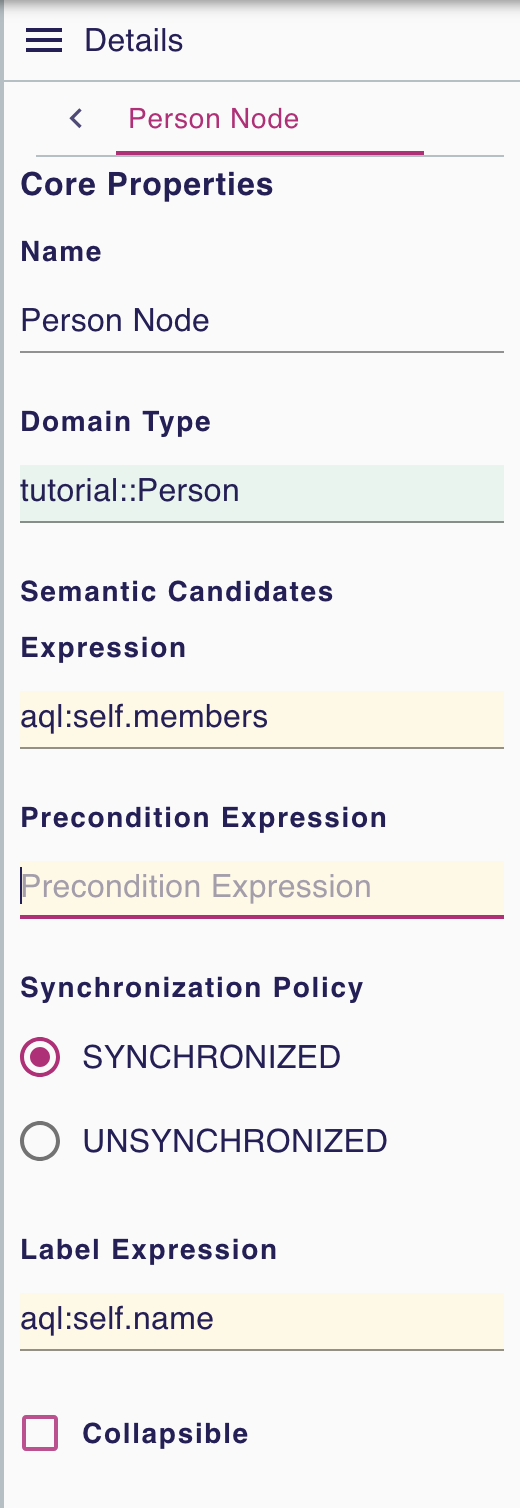 Details
Person Node
Core Properties
Name
Person Node
Domain Type
tutorial::Person
Semantic Candidates
Expression
aql:self.members
Precondition Expression
Precondition Expression
Synchronization Policy
SYNCHRONIZED
UNSYNCHRONIZED
Label Expression
aql:self.name
Collapsible